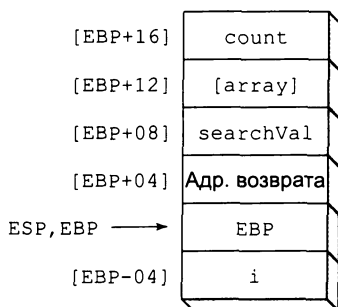 [EBP+16] count
[EBP+12] [array]
[EBP+08] searchVal
[EBP+04] Адр. возврата
ESP,EBP EBP
[EBP-04] i